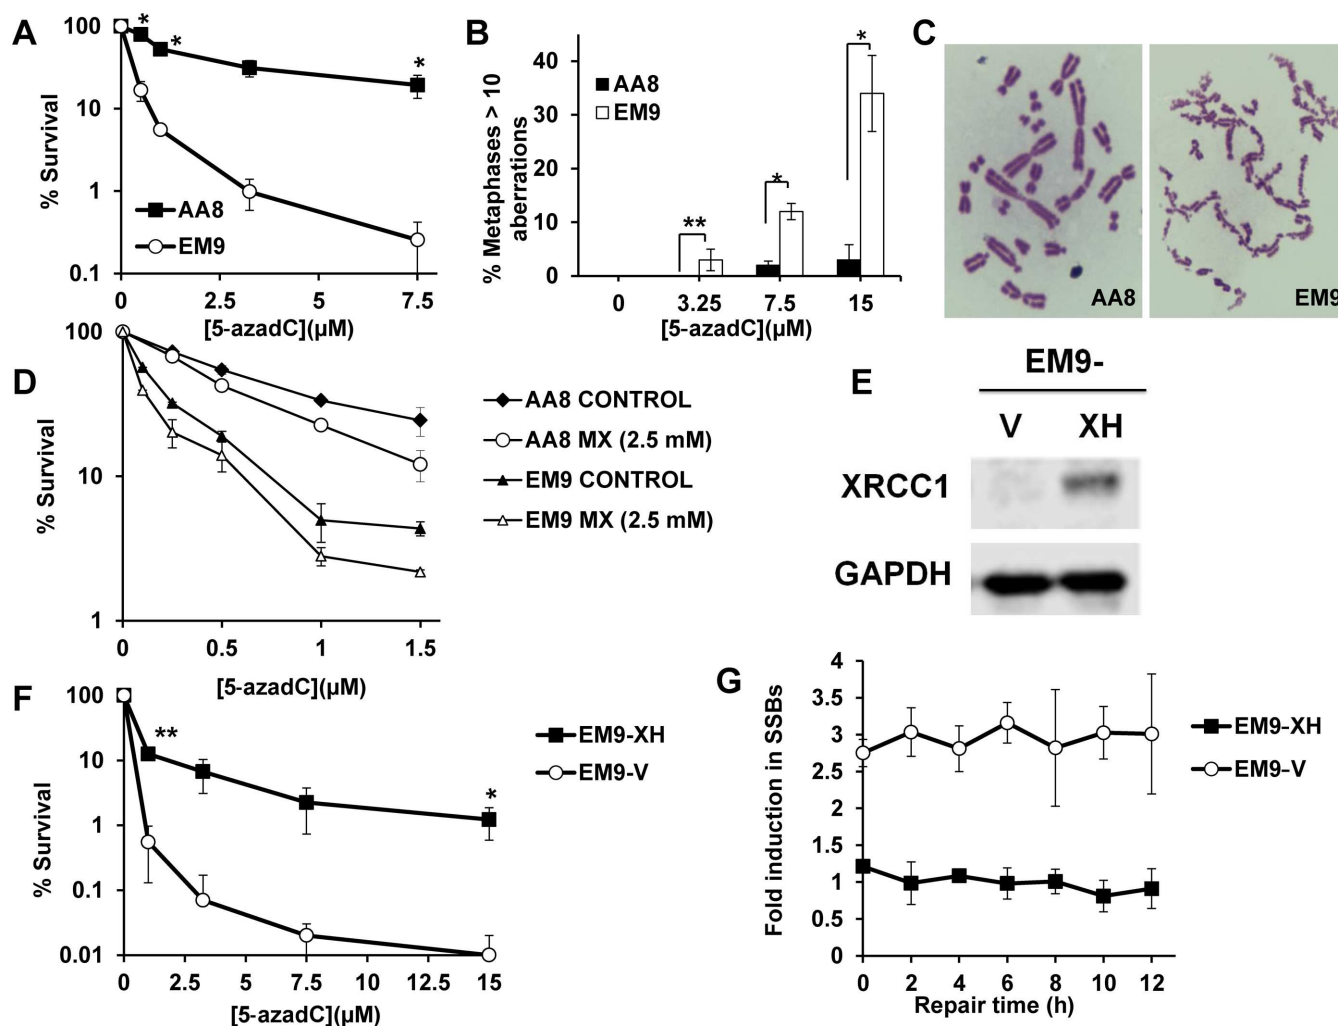 A
% Survival
100
10
1
0.1
AA8
EM9
0
2.5
5
7.5
[5-azadC](µM)
*
*
*
B
% Metaphases > 10
aberrations
40
30
20
10
0
AA8
EM9
**
*
*
0
3.25
7.5
15
[5-azadC](µM)
C
AA8
EM9
D
% Survival
100
10
1
0
0.5
1
1.5
[5-azadC](µM)
AA8 CONTROL
AA8 MX (2.5 mM)
EM9 CONTROL
EM9 MX (2.5 mM)
E
EM9-
V
XH
XRCC1
GAPDH
F
% Survival
100
10
1
0.1
0.01
**
*
0
2.5
5
7.5
10
12.5
15
[5-azadC](µM)
EM9-XH
EM9-V
G
Fold induction in SSBs
4
3.5
3
2.5
2
1.5
1
0.5
0
0
2
4
6
8
10
12
Repair time (h)
EM9-XH
EM9-V